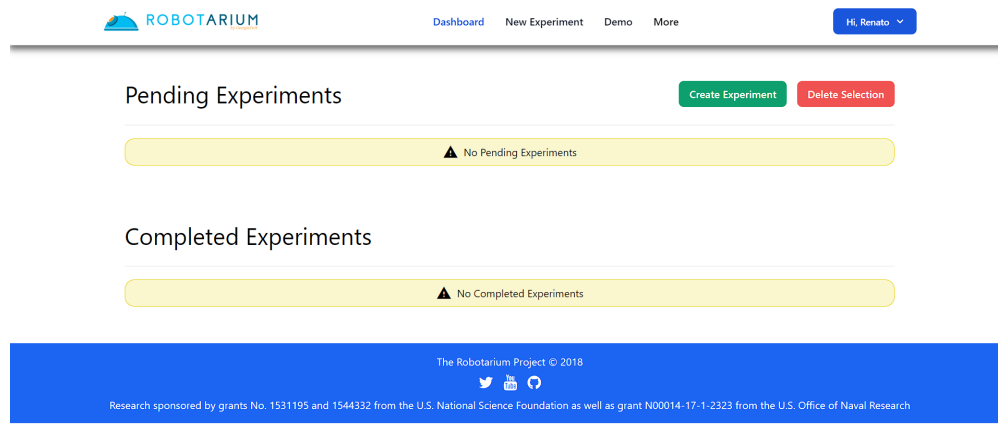 ROBOTARIUM
Dashboard New Experiment Demo More
Hi, Renato
Pending Experiments
Create Experiment
Delete Selection
No Pending Experiments
Completed Experiments
No Completed Experiments
The Robotarium Project © 2018
You Tube
Research sponsored by grants No. 1531195 and 1544332 from the U.S. National Science Foundation as well as grant N00014-17-1-2323 from the U.S. Office of Naval Research